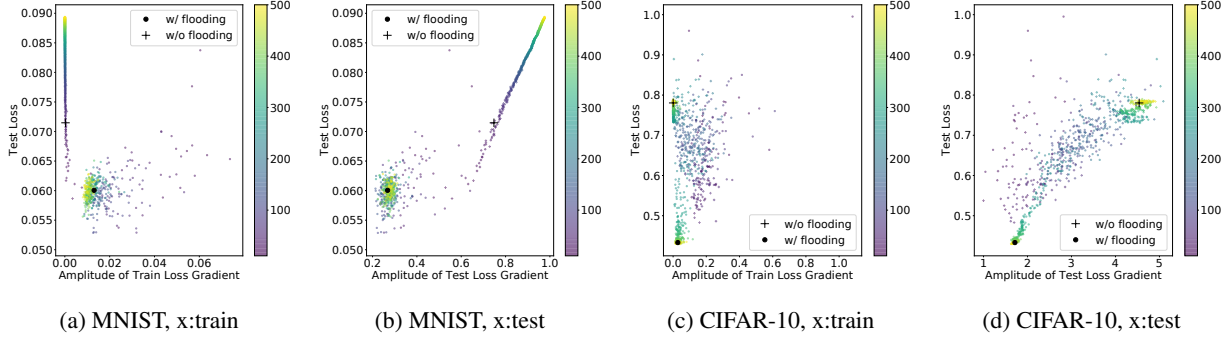 0.090
0.085
0.080
0.075
0.070
0.065
0.060
0.055
0.050
Test Loss
0.00 0.02 0.04 0.06
Amplitude of Train Loss Gradient
w/ flooding
w/o flooding
500
400
300
200
100
(a) MNIST, x:train
0.090
0.085
0.080
0.075
0.070
0.065
0.060
0.055
0.050
Test Loss
0.2 0.4 0.6 0.8 1.0
Amplitude of Test Loss Gradient
w/ flooding
w/o flooding
500
400
300
200
100
(b) MNIST, x:test
1.0
0.9
0.8
0.7
0.6
0.5
Test Loss
0.0 0.2 0.4 0.6 0.8 1.0
Amplitude of Train Loss Gradient
w/o flooding
w/ flooding
500
400
300
200
100
(c) CIFAR-10, x:train
1.0
0.9
0.8
0.7
0.6
0.5
Test Loss
1 2 3 4 5
Amplitude of Test Loss Gradient
w/o flooding
w/ flooding
500
400
300
200
100
(d) CIFAR-10, x:test